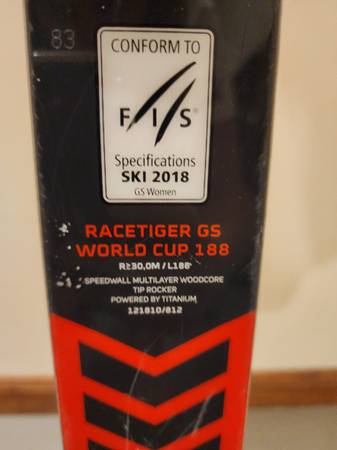 83
CONFORM TO
FIS®
Specifications
SKI 2018
GS Women
RACETIGER GS
WORLD CUP 188
R≥30,0M / L188
SPEEDWALL MULTILAYER WOODCORE
TIP ROCKER
POWERED BY TITANIUM
121810/812